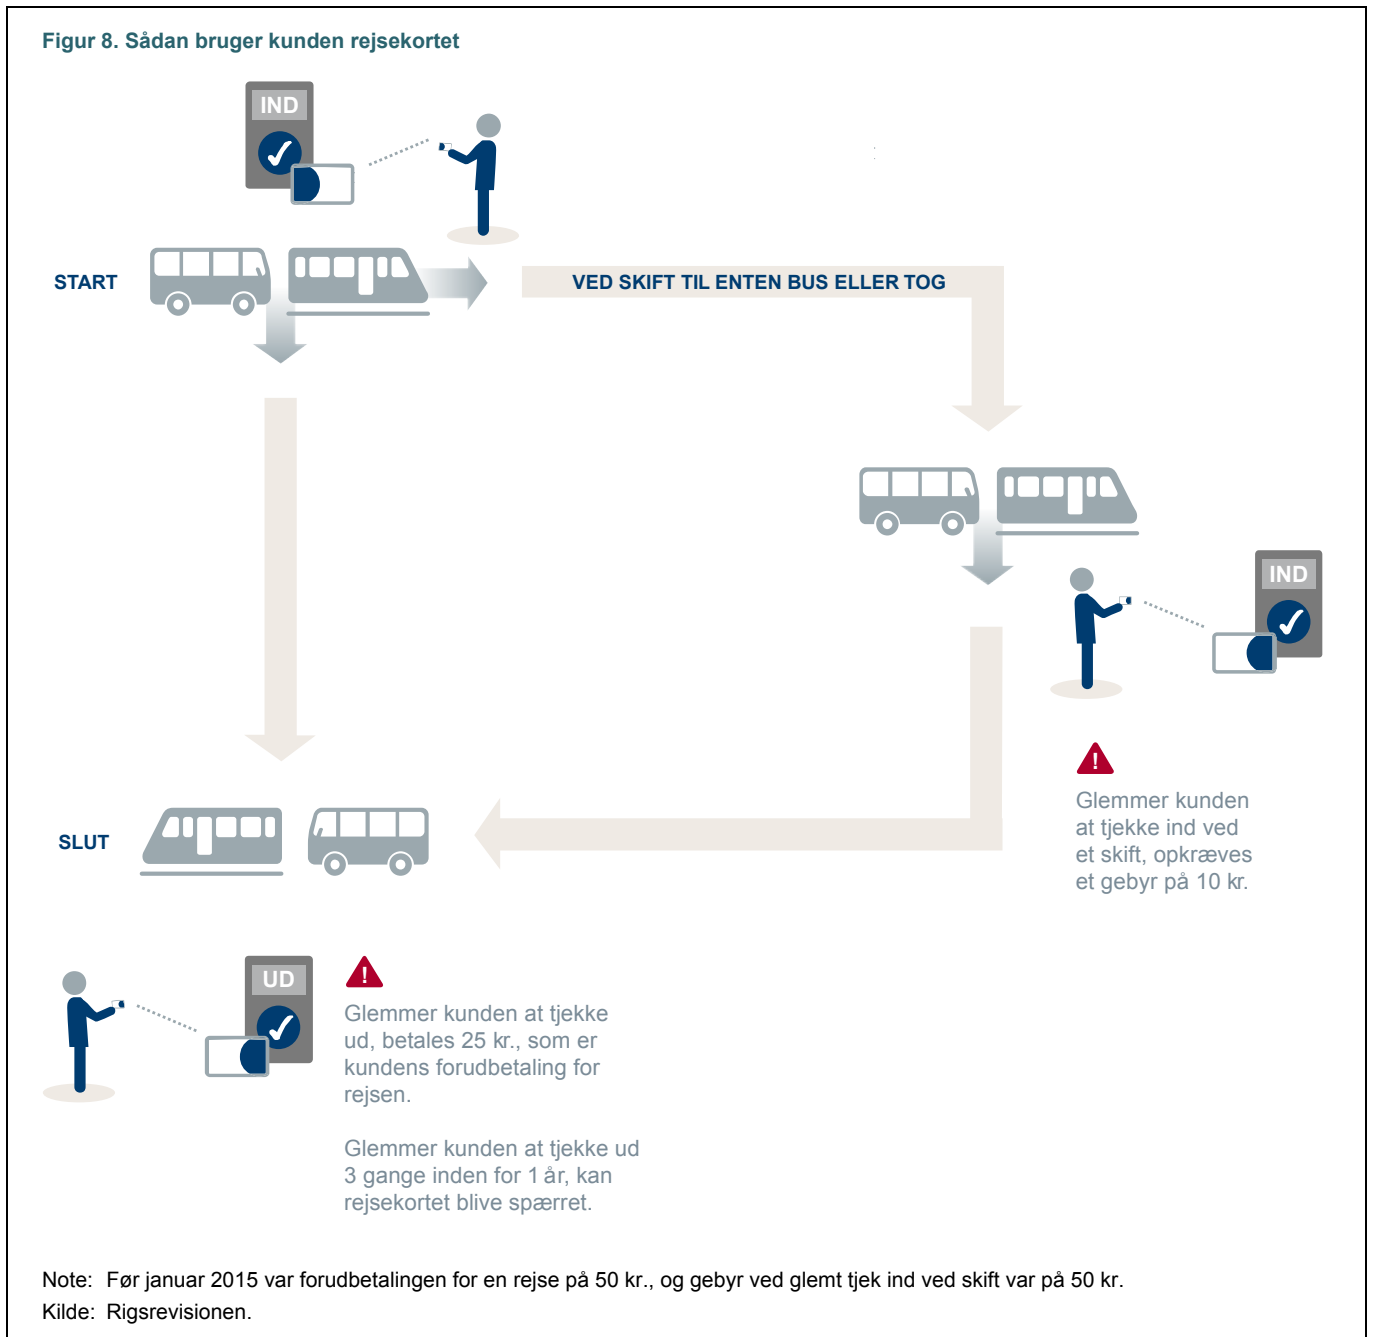 Figur 8. Sådan bruger kunden rejsekortet
IND
START
VED SKIFT TIL ENTEN BUS ELLER TOG
IND
Glemmer kunden
at tjekke ind ved
et skift, opkræves
et gebyr på 10 kr.
SLUT
UD
Glemmer kunden at tjekke
ud, betales 25 kr., som er
kundens forudbetaling for
rejsen.
Glemmer kunden at tjekke ud
3 gange inden for 1 år, kan
rejsekortet blive spærret.
Note: Før januar 2015 var forudbetalingen for en rejse på 50 kr., og gebyr ved glemt tjek ind ved skift var på 50 kr.
Kilde: Rigsrevisionen.